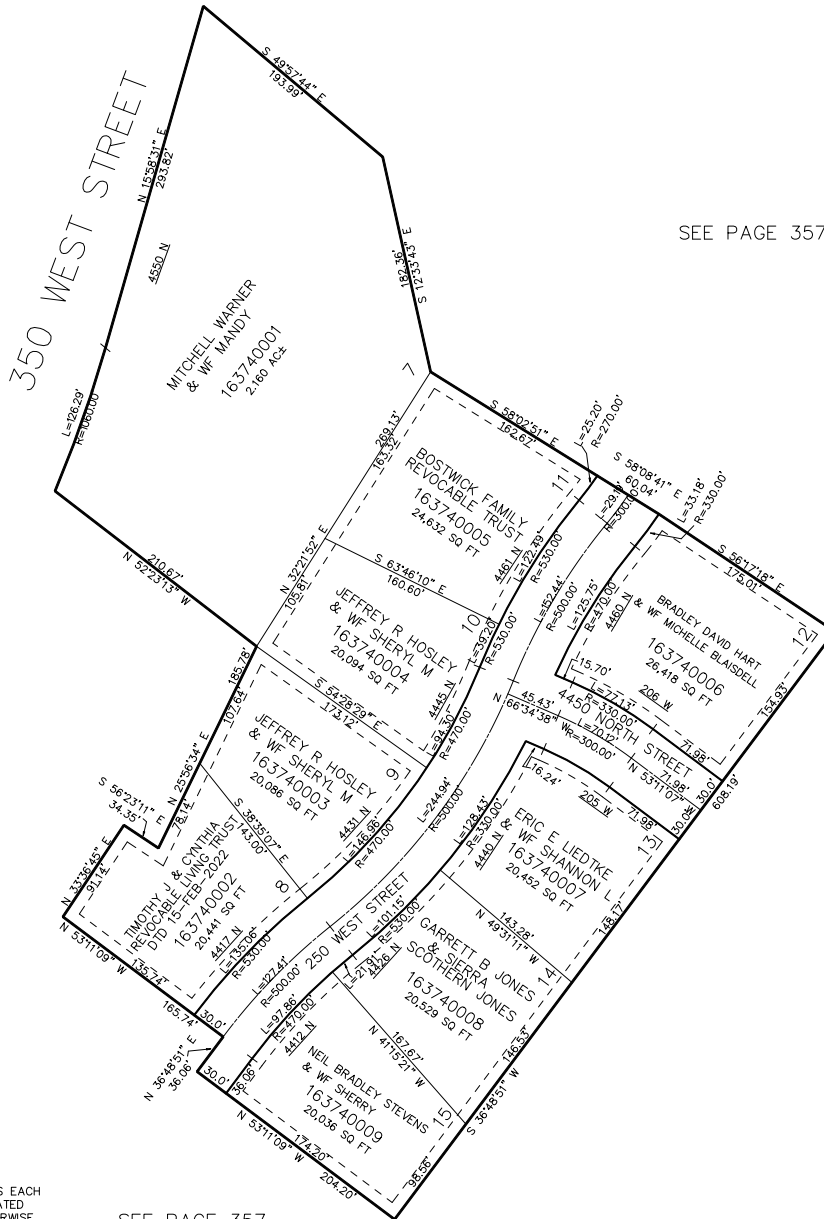 350 WEST STREET
S 49°57'44" E
193.99'
N 15°58'31" E
293.82'
4550 N
182.36'
S 12°33'43" E
SEE PAGE 357
MITCHELL WARNER
& WF MANDY
163740001
2.160 AC±
L=126.29'
R=1060.00'
7
269.13'
163.32'
N 32°21'52" E
105.81'
210.67'
N 52°23'13" W
S 58°02'51" E
162.67'
L=25.20'
R=270.00'
S 58°08'41" E
60.04'
L=33.18'
R=330.00'
R=300.00'
S 56°17'18" E
175.01'
BOSTWICK FAMILY
REVOCABLE TRUST
163740005
24,632 SQ FT
11
4461 N
L=122.49'
R=530.00'
S 63°46'10" E
160.60'
JEFFREY R HOSLEY
& WF SHERYL M
163740004
20,094 SQ FT
10
4445 N
L=39.20'
R=530.00'
L=94.30'
R=470.00'
L=152.44'
R=500.00'
L=125.75'
R=470.00'
4460 N
BRADLEY DAVID HART
& WF MICHELLE BLAISDELL
163740006
26,418 SQ FT
12
206 W
154.93'
15.70'
L=77.13'
R=330.00'
71.98'
4450 NORTH STREET
45.43'
N 66°34'38" W
L=70.12'
R=300.00'
71.98'
N 53°11'07" W
30.0'
30.0'
608.19'
S 54°28'29" E
173.12'
185.78'
107.64'
N 25°56'34" E
78.14'
JEFFREY R HOSLEY
& WF SHERYL M
163740003
20,086 SQ FT
9
4431 N
L=146.96'
R=470.00'
L=244.94'
R=500.00'
S 38°35'07" E
143.00'
S 56°23'11" E
34.35'
N 33°36'45" E
91.14'
TIMOTHY J & CYNTHIA
REVOCABLE LIVING TRUST
DTD 15-FEB-2022
163740002
20,441 SQ FT
8
4417 N
L=135.06'
R=530.00'
N 53°11'09" W
135.74'
165.74'
30.0'
L=127.41'
R=500.00'
250 WEST STREET
16.24'
205 W
71.98'
L=128.43'
R=330.00'
4440 N
ERIC E LIEDTKE
& WF SHANNON L
163740007
20,452 SQ FT
13
148.17'
143.28'
N 49°31'11" W
L=101.15'
R=530.00'
4426 N
L=21.91'
GARRETT B JONES
& SIERRA
SCOTHERN JONES
163740008
20,529 SQ FT
14
146.53'
S 36°48'51" W
167.67'
N 41°15'21" W
L=97.86'
R=470.00'
4412 N
N 36°48'51" E
36.06'
30.0'
36.06'
NEIL BRADLEY STEVENS
& WF SHERRY
163740009
20,036 SQ FT
15
98.56'
174.20'
N 53°11'09" W
204.20'
S EACH
ATED
ERWISE
SEE PAGE 357